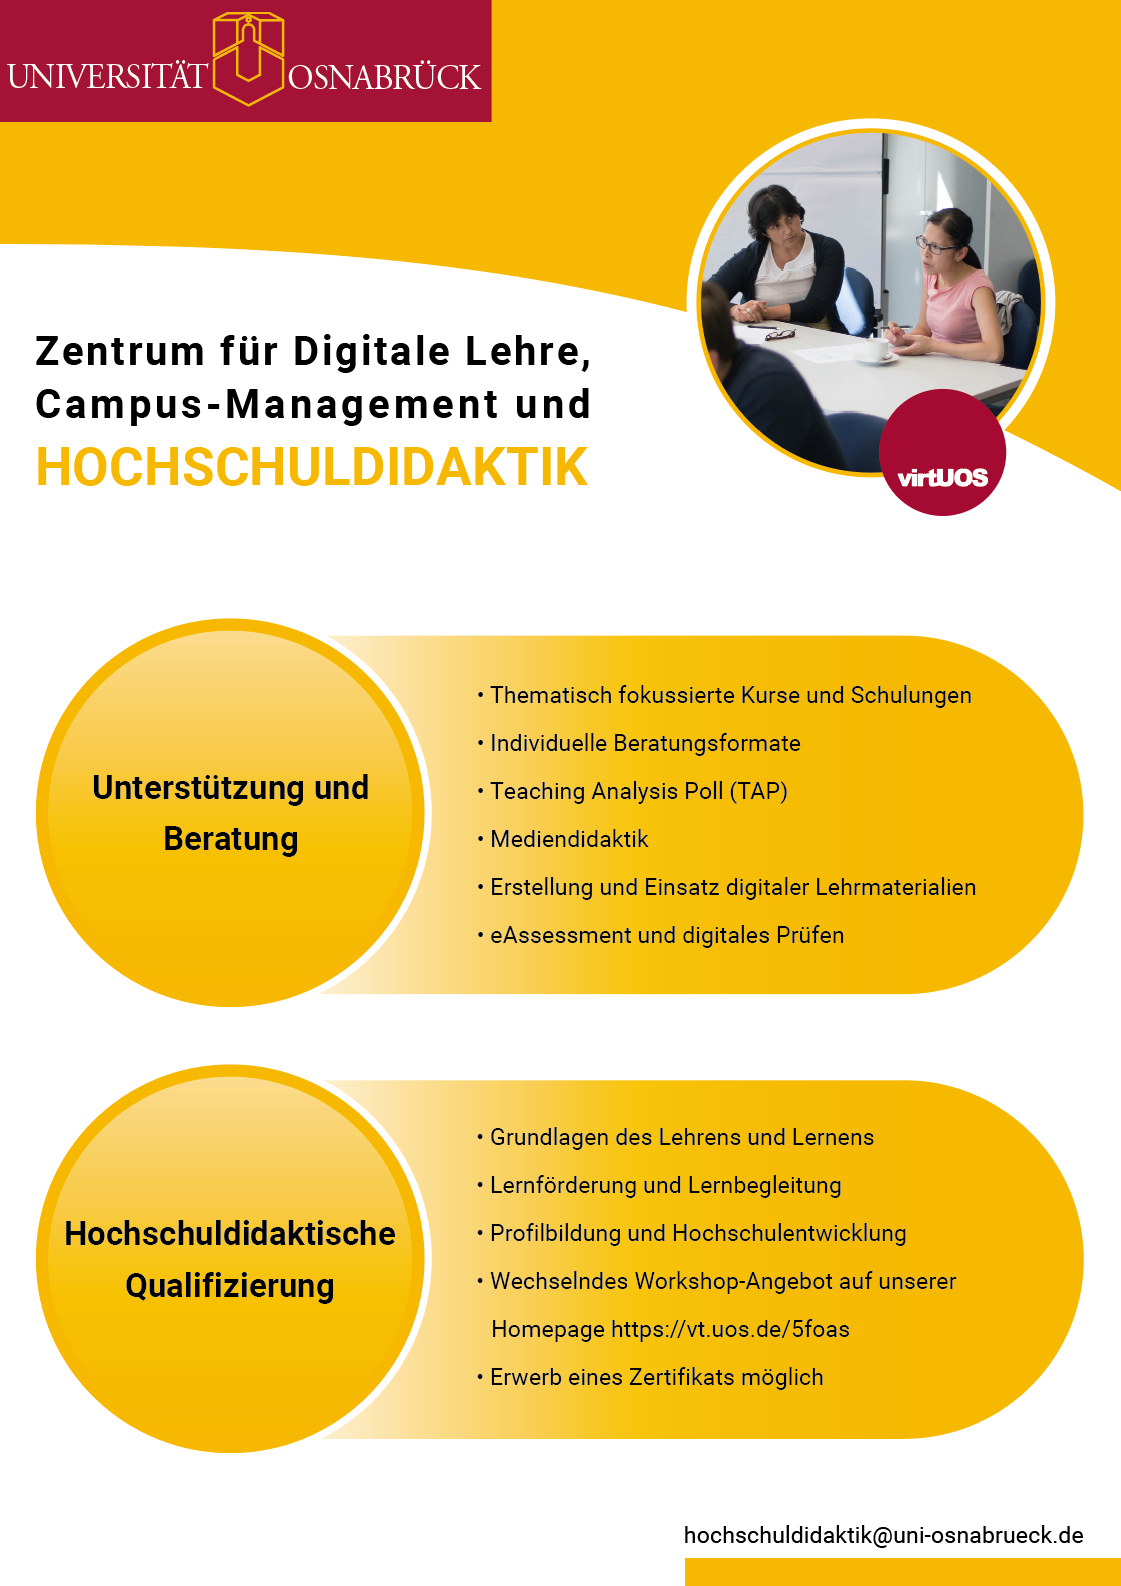 UNIVERSITÄT OSNABRÜCK
Zentrum für Digitale Lehre,
Campus-Management und
HOCHSCHULDIDAKTIK
virtUOS
Unterstützung und
Beratung
• Thematisch fokussierte Kurse und Schulungen
• Individuelle Beratungsformate
• Teaching Analysis Poll (TAP)
• Mediendidaktik
• Erstellung und Einsatz digitaler Lehrmaterialien
• eAssessment und digitales Prüfen
Hochschuldidaktische
Qualifizierung
• Grundlagen des Lehrens und Lernens
• Lernförderung und Lernbegleitung
• Profilbildung und Hochschulentwicklung
• Wechselndes Workshop-Angebot auf unserer
Homepage https://vt.uos.de/5foas
• Erwerb eines Zertifikats möglich
hochschuldidaktik@uni-osnabrueck.de